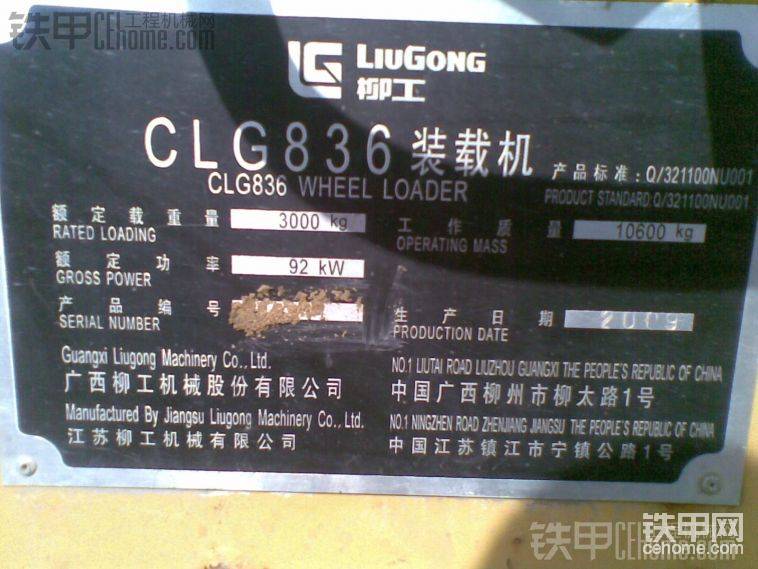 铁甲 工程机械网
CEhome.com
LG LIUGONG
柳工
CLG836 装载机
产品标准: Q/321100NU001
CLG836 WHEEL LOADER
PRODUCT STANDARD: Q/321100NU001
额定载重量 3000 kg 工作质量 10600 kg
RATED LOADING OPERATING MASS
额定功率 92 kW
GROSS POWER
产品编号 生产日期 2009
SERIAL NUMBER PRODUCTION DATE
Guangxi Liugong Machinery Co., Ltd. NO.1 LIUTAI ROAD LIUZHOU GUANGXI THE PEOPLE'S REPUBLIC OF CHINA
广西柳工机械股份有限公司 中国广西柳州市柳太路1号
Manufactured By Jiangsu Liugong Machinery Co., Ltd. NO.1 NINGZHEN ROAD ZHENJIANG JIANGSU THE PEOPLE'S REPUBLIC OF CHINA
江苏柳工机械有限公司 中国江苏镇江市宁镇公路1号
铁甲网
cehome.com